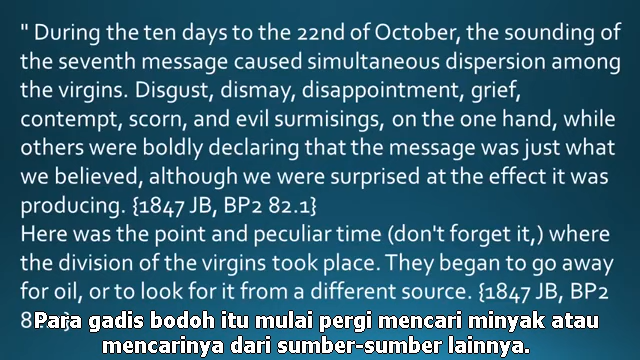 " During the ten days to the 22nd of October, the sounding of
the seventh message caused simultaneous dispersion among
the virgins. Disgust, dismay, disappointment, grief,
contempt, scorn, and evil surmisings, on the one hand, while
others were boldly declaring that the message was just what
we believed, although we were surprised at the effect it was
producing. {1847 JB, BP2 82.1}
Here was the point and peculiar time (don't forget it,) where
the division of the virgins took place. They began to go away
for oil, or to look for it from a different source. {1847 JB, BP2
Para gadis bodoh itu mulai pergi mencari minyak atau
mencarinya dari sumber-sumber lainnya.